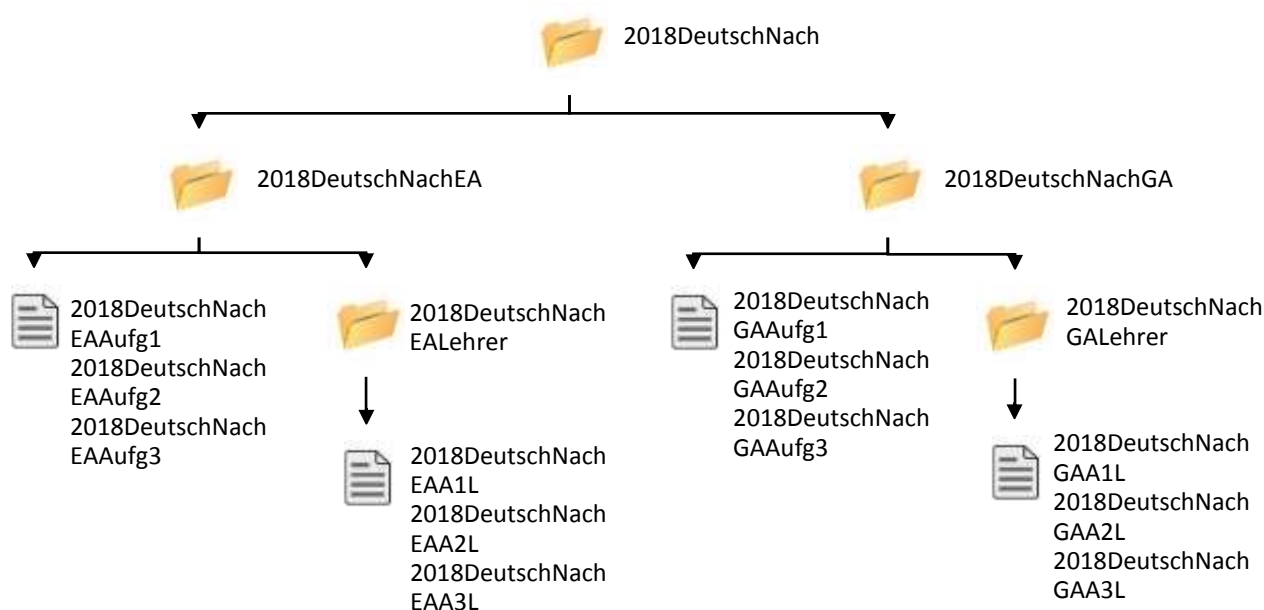 2018DeutschNach
2018DeutschNachEA
2018DeutschNachGA
2018DeutschNach
EAAufg1
2018DeutschNach
EAAufg2
2018DeutschNach
EAAufg3
2018DeutschNach
EALehrer
2018DeutschNach
EAA1L
2018DeutschNach
EAA2L
2018DeutschNach
EAA3L
2018DeutschNach
GAAufg1
2018DeutschNach
GAAufg2
2018DeutschNach
GAAufg3
2018DeutschNach
GALehrer
2018DeutschNach
GAA1L
2018DeutschNach
GAA2L
2018DeutschNach
GAA3L